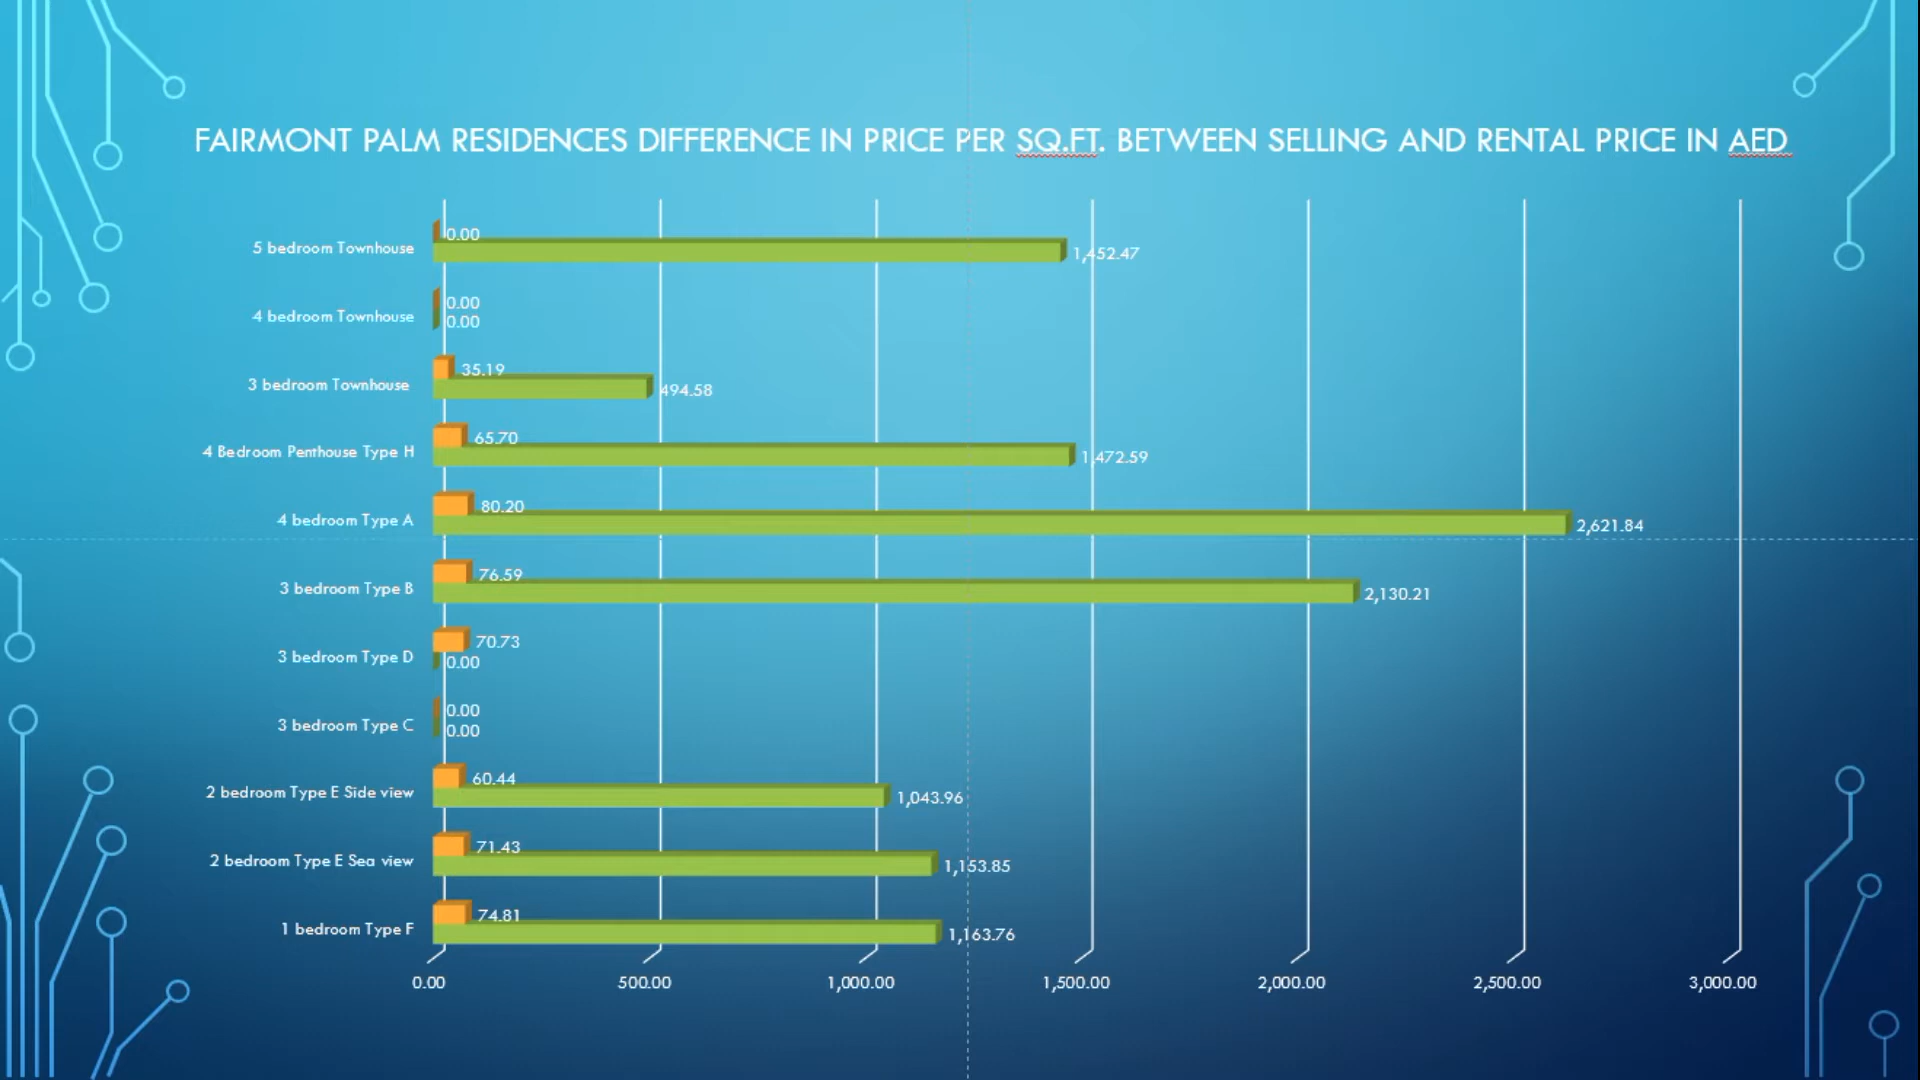 FAIRMONT PALM RESIDENCES DIFFERENCE IN PRICE PER SQ.FT. BETWEEN SELLING AND RENTAL PRICE IN AED
5 bedroom Townhouse
0.00
1,452.47
4 bedroom Townhouse
0.00
0.00
3 bedroom Townhouse
35.19
494.58
4 Bedroom Penthouse Type H
65.70
1,472.59
4 bedroom Type A
80.20
2,621.84
3 bedroom Type B
76.59
2,130.21
3 bedroom Type D
70.73
0.00
3 bedroom Type C
0.00
0.00
2 bedroom Type E Side view
60.44
1,043.96
2 bedroom Type E Sea view
71.43
1,153.85
1 bedroom Type F
74.81
1,163.76
0.00 500.00 1,000.00 1,500.00 2,000.00 2,500.00 3,000.00